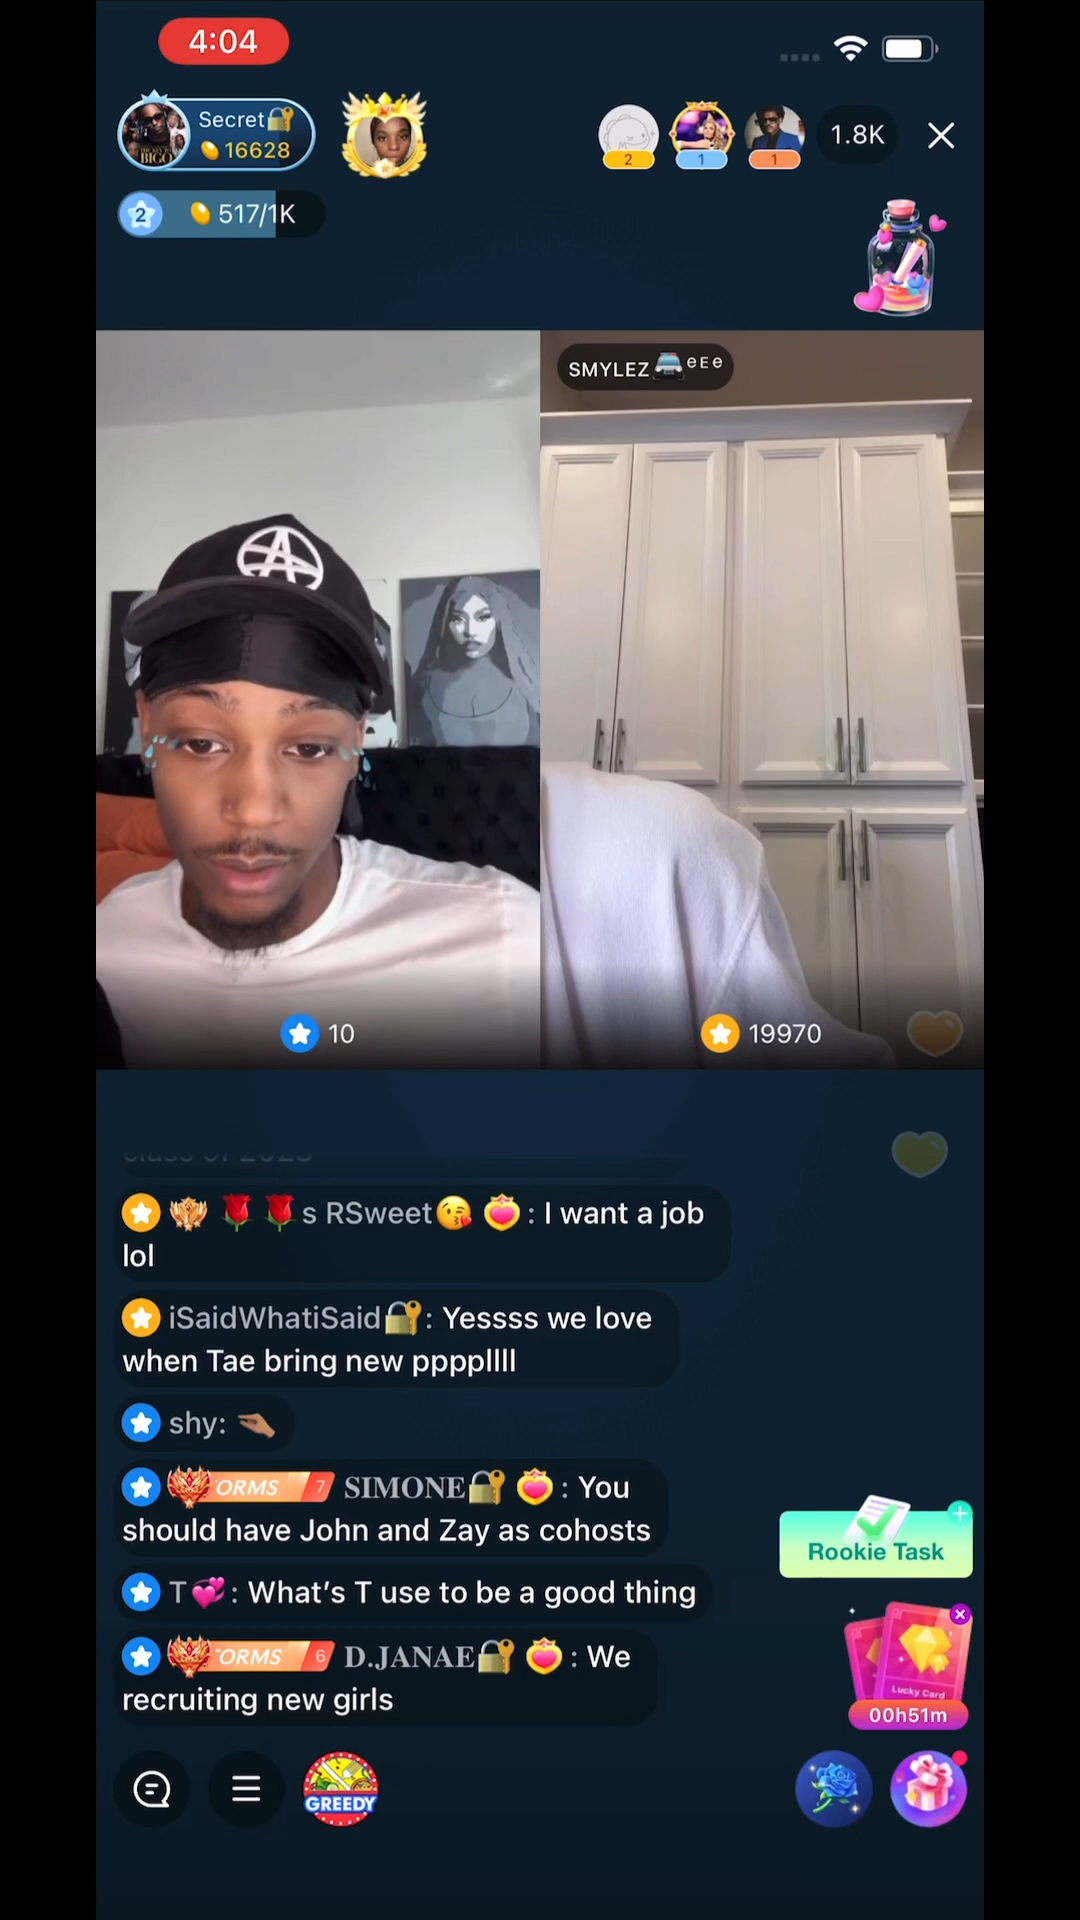 4:04
Secret🔐
16628
BIGO
2
1
1
1.8K
2
517/1K
SMYLEZ🚔ᵉᴱᵉ
A
10
19970
s RSweet😘 : I want a job
lol
iSaidWhatiSaid🔐: Yessss we love
when Tae bring new pppplllll
shy: 🫳🏽
ORMS 7 𝐒𝐈𝐌𝐎𝐍𝐄🔐 : You
should have John and Zay as cohosts
T💞: What's T use to be a good thing
ORMS 6 𝐃.𝐉𝐀𝐍𝐀𝐄🔐 : We
recruiting new girls
Rookie Task
Lucky Card
00h51m
GREEDY